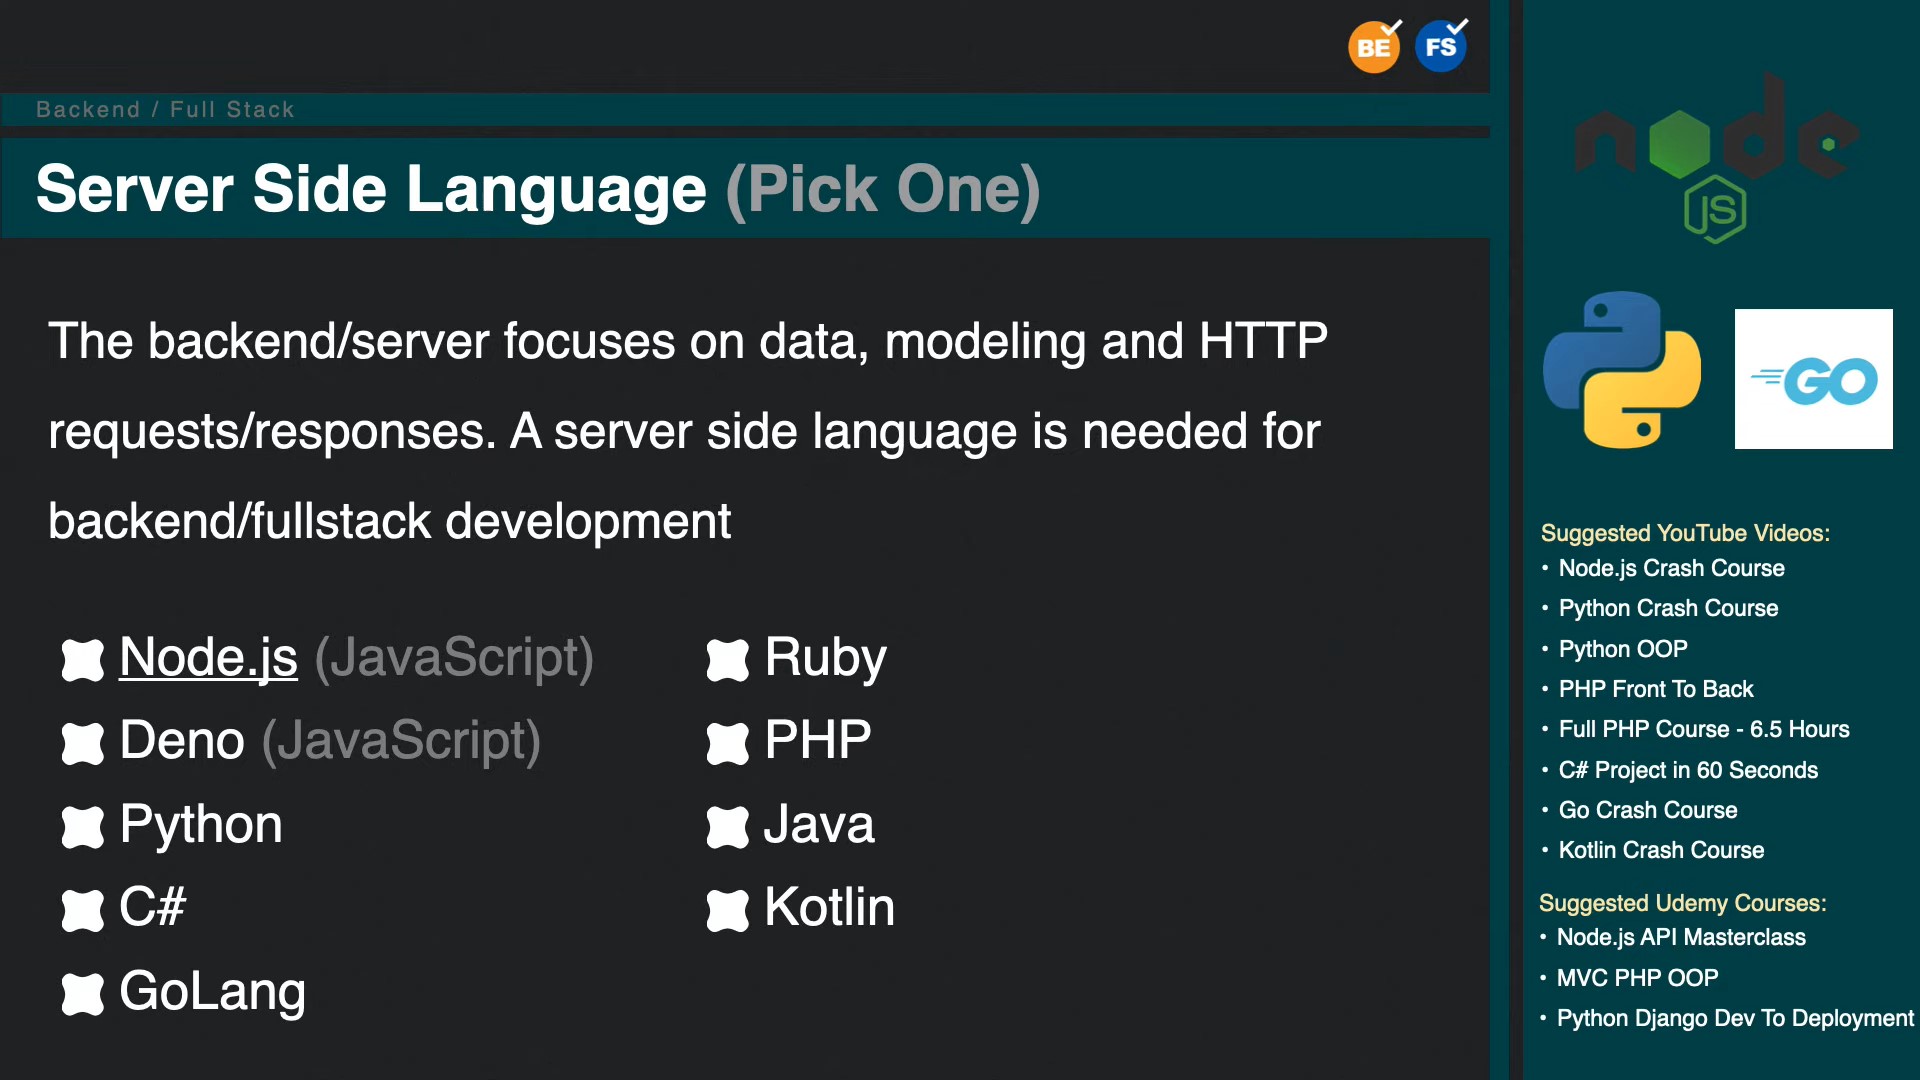 BE FS
Backend / Full Stack
Server Side Language (Pick One)
The backend/server focuses on data, modeling and HTTP
requests/responses. A server side language is needed for
backend/fullstack development
Node.js (JavaScript)
Deno (JavaScript)
Python
C#
GoLang
Ruby
PHP
Java
Kotlin
node
JS
GO
Suggested YouTube Videos:
• Node.js Crash Course
• Python Crash Course
• Python OOP
• PHP Front To Back
• Full PHP Course - 6.5 Hours
• C# Project in 60 Seconds
• Go Crash Course
• Kotlin Crash Course
Suggested Udemy Courses:
• Node.js API Masterclass
• MVC PHP OOP
• Python Django Dev To Deployment